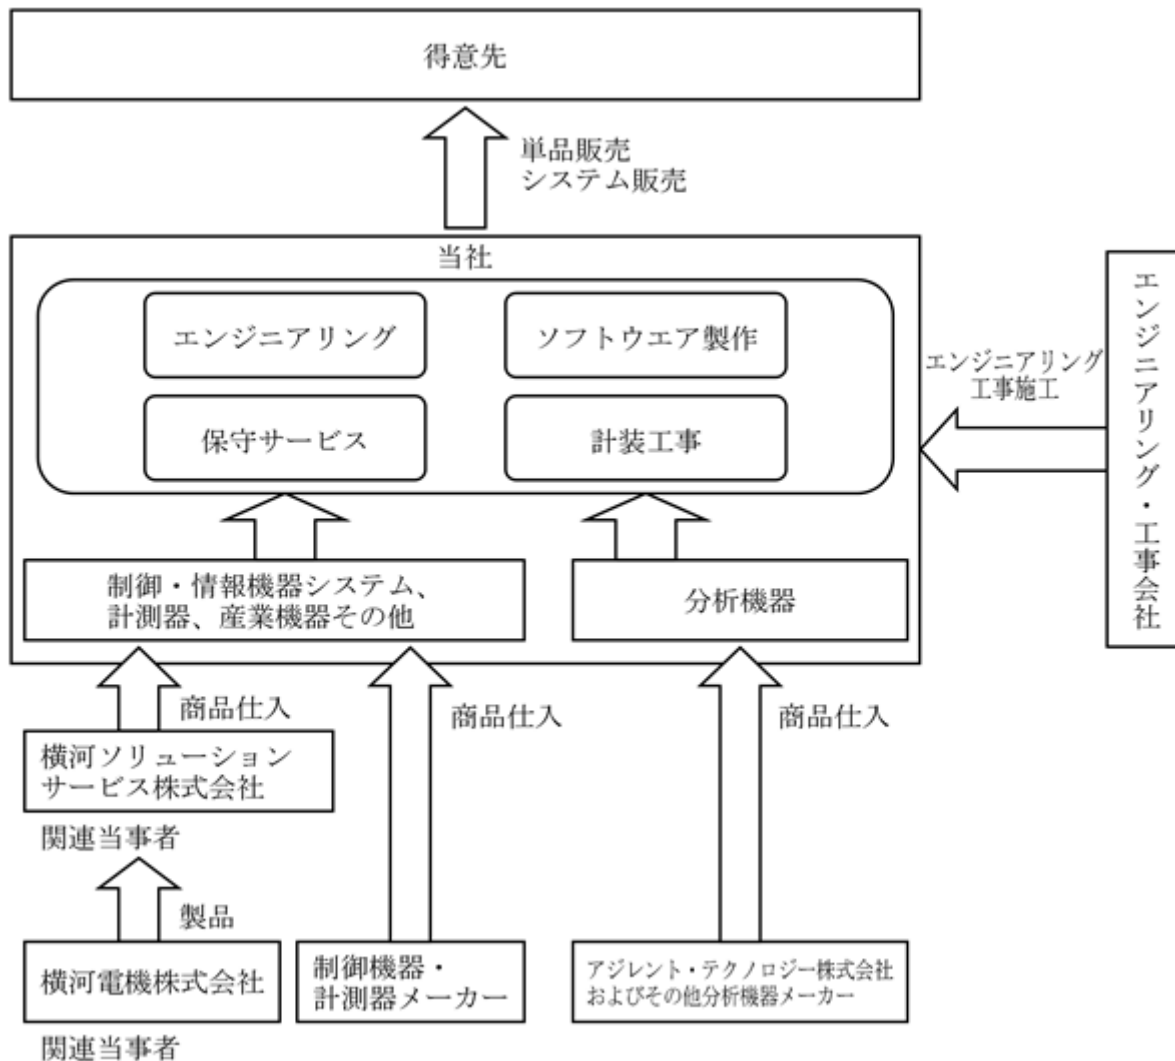 得意先
単品販売
システム販売
当社
エンジニアリング
ソフトウエア製作
保守サービス
計装工事
エンジニアリング
工事施工
エンジニアリング・工事会社
制御・情報機器システム、
計測器、産業機器その他
分析機器
商品仕入
商品仕入
商品仕入
横河ソリューション
サービス株式会社
関連当事者
製品
横河電機株式会社
制御機器・
計測器メーカー
アジレント・テクノロジー株式会社
およびその他分析機器メーカー
関連当事者